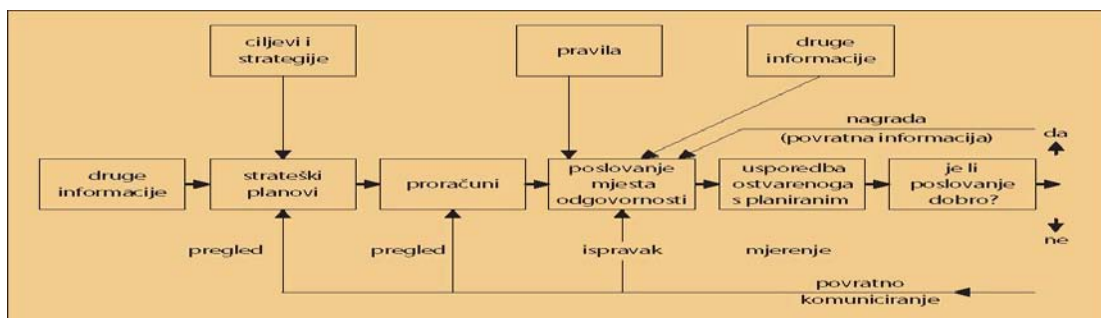 ciljevi i
strategije
pravila
druge
informacije
nagrada
(povratna informacija)
da
druge
informacije
strateški
planovi
proračuni
poslovanje
mjesta
odgovornosti
usporedba
ostvarenoga
s planiranim
je li
poslovanje
dobro?
ne
pregled
pregled
ispravak
mjerenje
povratno
komuniciranje